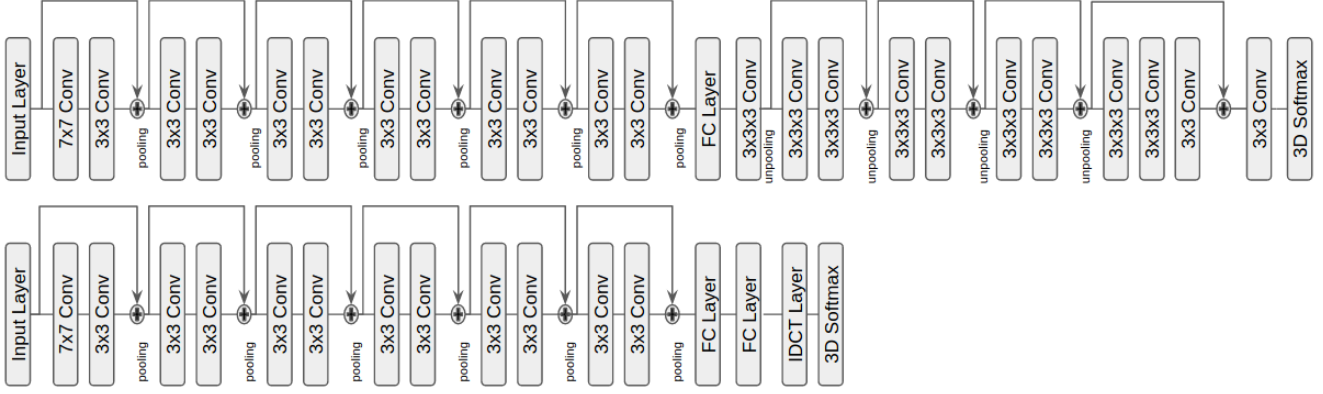 Input Layer
7x7 Conv
3x3 Conv
pooling
3x3 Conv
3x3 Conv
pooling
3x3 Conv
3x3 Conv
pooling
3x3 Conv
3x3 Conv
pooling
3x3 Conv
3x3 Conv
pooling
3x3 Conv
3x3 Conv
pooling
FC Layer
3x3x3 Conv
unpooling
3x3x3 Conv
3x3x3 Conv
unpooling
3x3x3 Conv
3x3x3 Conv
unpooling
3x3x3 Conv
3x3x3 Conv
unpooling
3x3x3 Conv
3x3x3 Conv
3x3 Conv
3x3 Conv
3D Softmax
Input Layer
7x7 Conv
3x3 Conv
pooling
3x3 Conv
3x3 Conv
pooling
3x3 Conv
3x3 Conv
pooling
3x3 Conv
3x3 Conv
pooling
3x3 Conv
3x3 Conv
pooling
3x3 Conv
3x3 Conv
pooling
FC Layer
FC Layer
IDCT Layer
3D Softmax